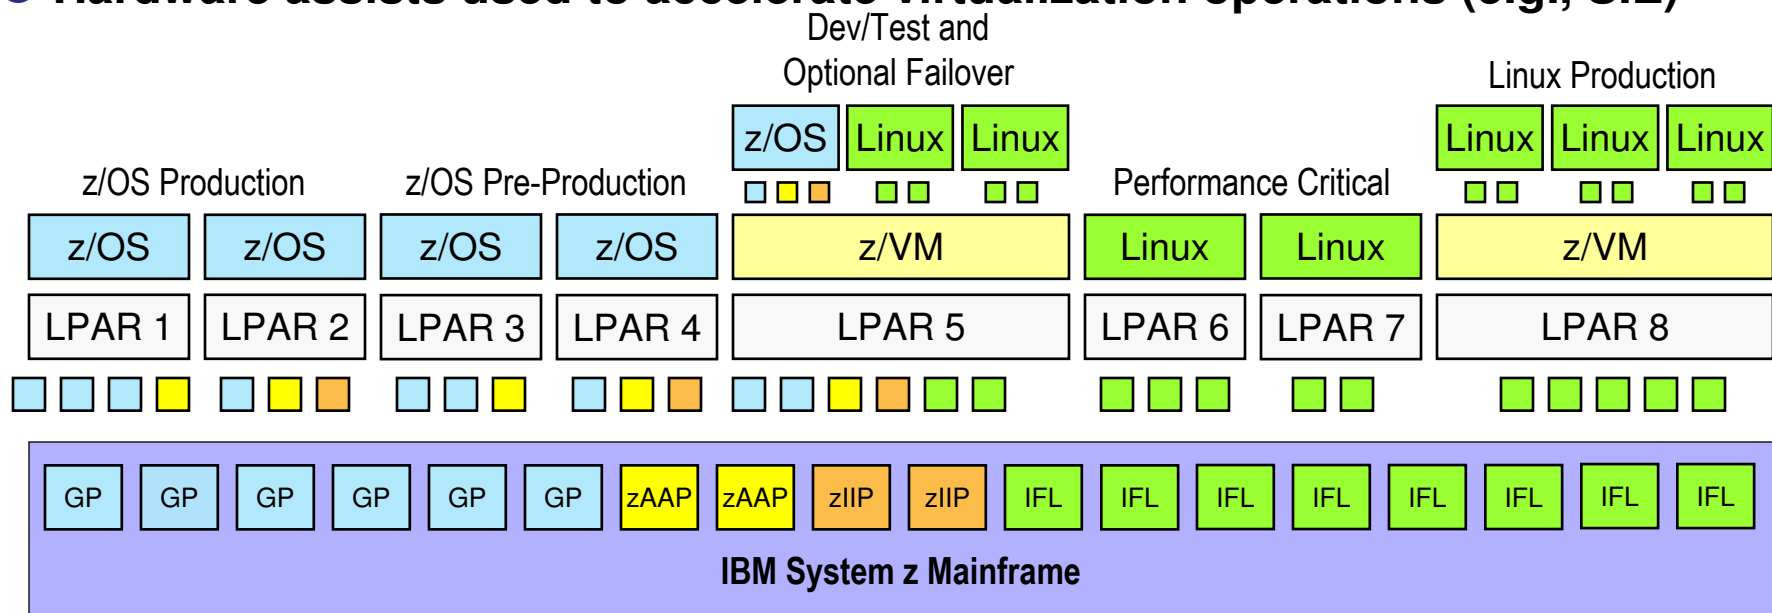 Dev/Test and
Optional Failover
Linux Production
z/OS Linux Linux
Linux Linux Linux
z/OS Production
z/OS Pre-Production
Performance Critical
z/OS z/OS z/OS z/OS z/VM Linux Linux z/VM
LPAR 1 LPAR 2 LPAR 3 LPAR 4 LPAR 5 LPAR 6 LPAR 7 LPAR 8
GP GP GP GP GP GP zAAP zAAP zIIP zIIP IFL IFL IFL IFL IFL IFL IFL IFL
IBM System z Mainframe